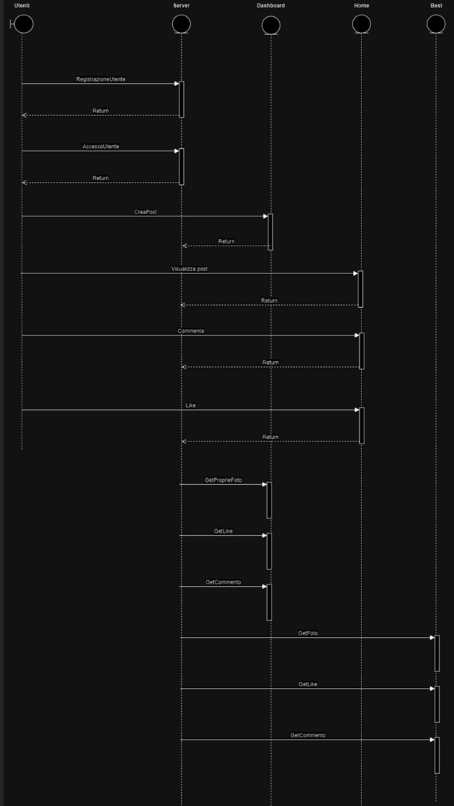 Utenti
Server
Dashboard
Home
Best
RegistrazioneUtente
Return
AccessoUtente
Return
CreaPost
Return
Visualizza post
Return
Commenta
Return
Like
Return
GetProprieFoto
GetLike
GetCommento
GetFoto
GetLike
GetCommento